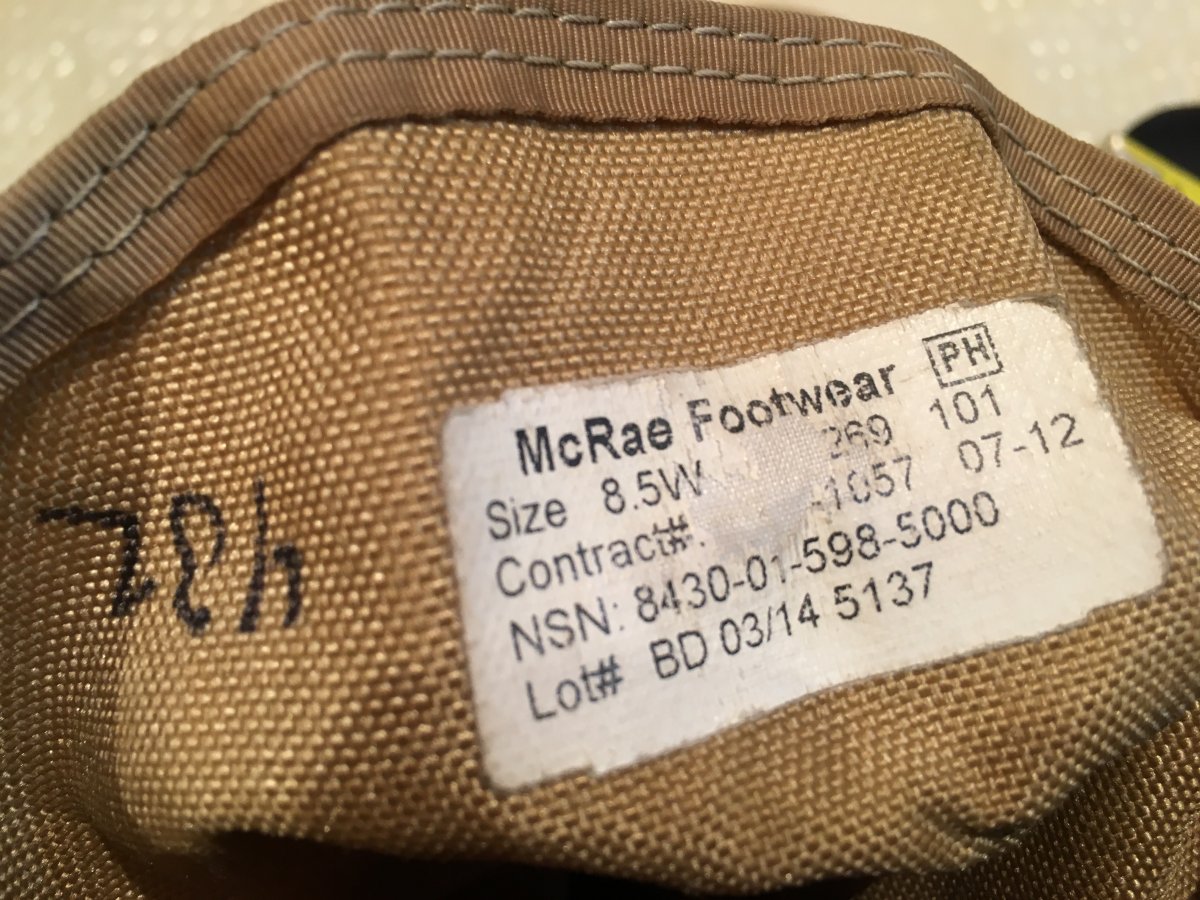 McRae Footwear PH
Size 8.5W 269 101
Contract#: -1057 07-12
NSN: 8430-01-598-5000
Lot# BD 03/14 5137